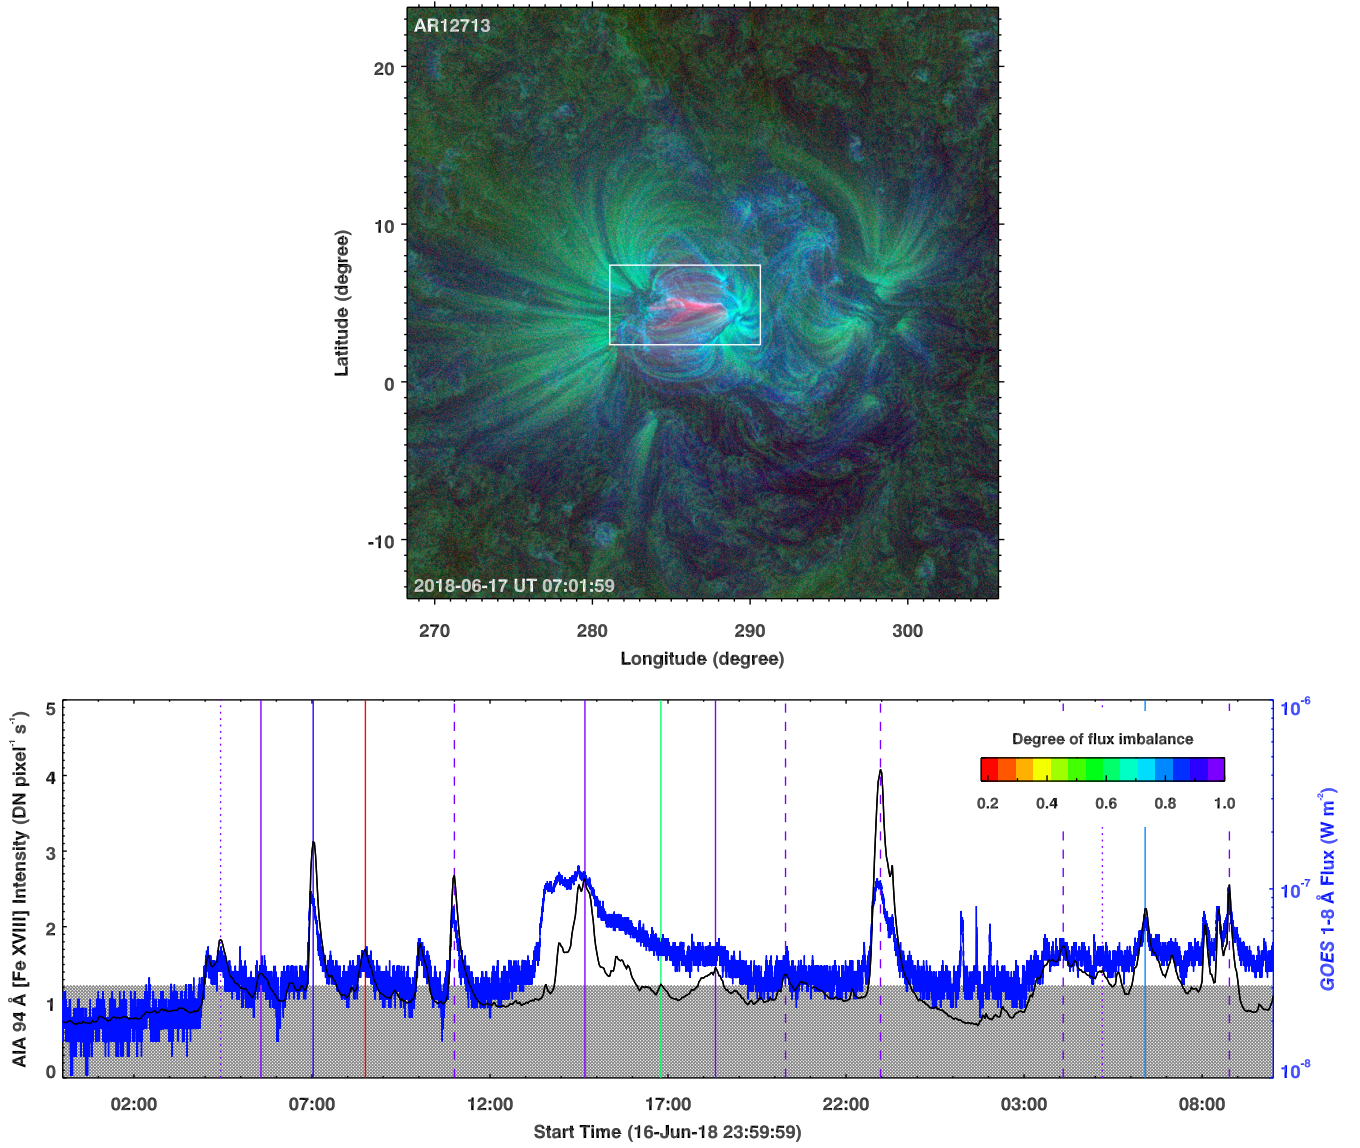 AR12713
20
10
0
-10
Latitude (degree)
2018-06-17 UT 07:01:59
270 280 290 300
Longitude (degree)
5
4
3
2
1
0
AIA 94 Å [Fe XVIII] Intensity (DN pixel⁻¹ s⁻¹)
Degree of flux imbalance
0.2 0.4 0.6 0.8 1.0
10⁻⁶
10⁻⁷
10⁻⁸
GOES 1-8 Å Flux (W m⁻²)
02:00 07:00 12:00 17:00 22:00 03:00 08:00
Start Time (16-Jun-18 23:59:59)